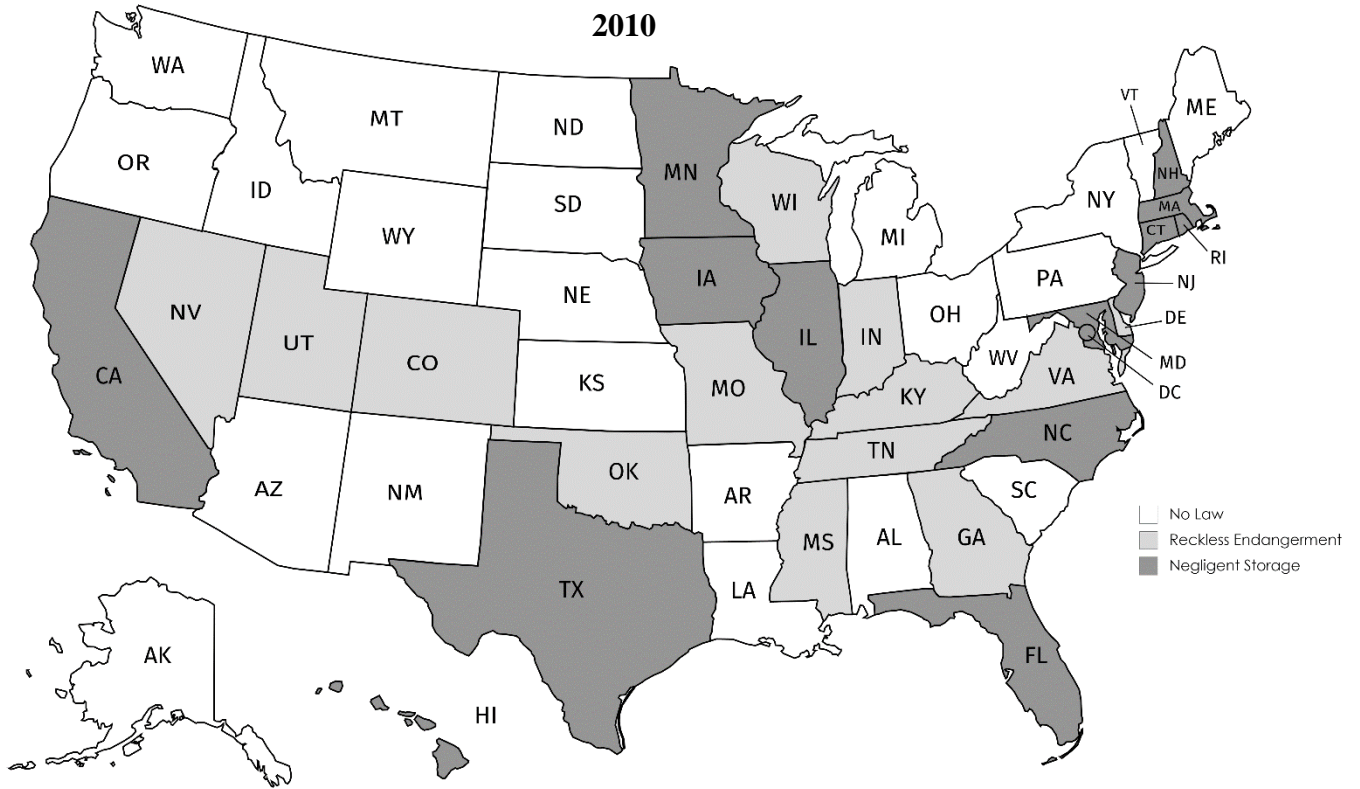 2010
WA
MT
ND
MN
VT
ME
OR
ID
SD
WI
NH
NY
MA
WY
MI
CT
RI
IA
PA
NJ
NE
NV
OH
DE
UT
IL
IN
CO
WV
MD
CA
KS
MO
VA
DC
KY
NC
TN
OK
AZ
NM
AR
SC
No Law
MS
AL
GA
Reckless Endangerment
Negligent Storage
TX
LA
AK
FL
HI